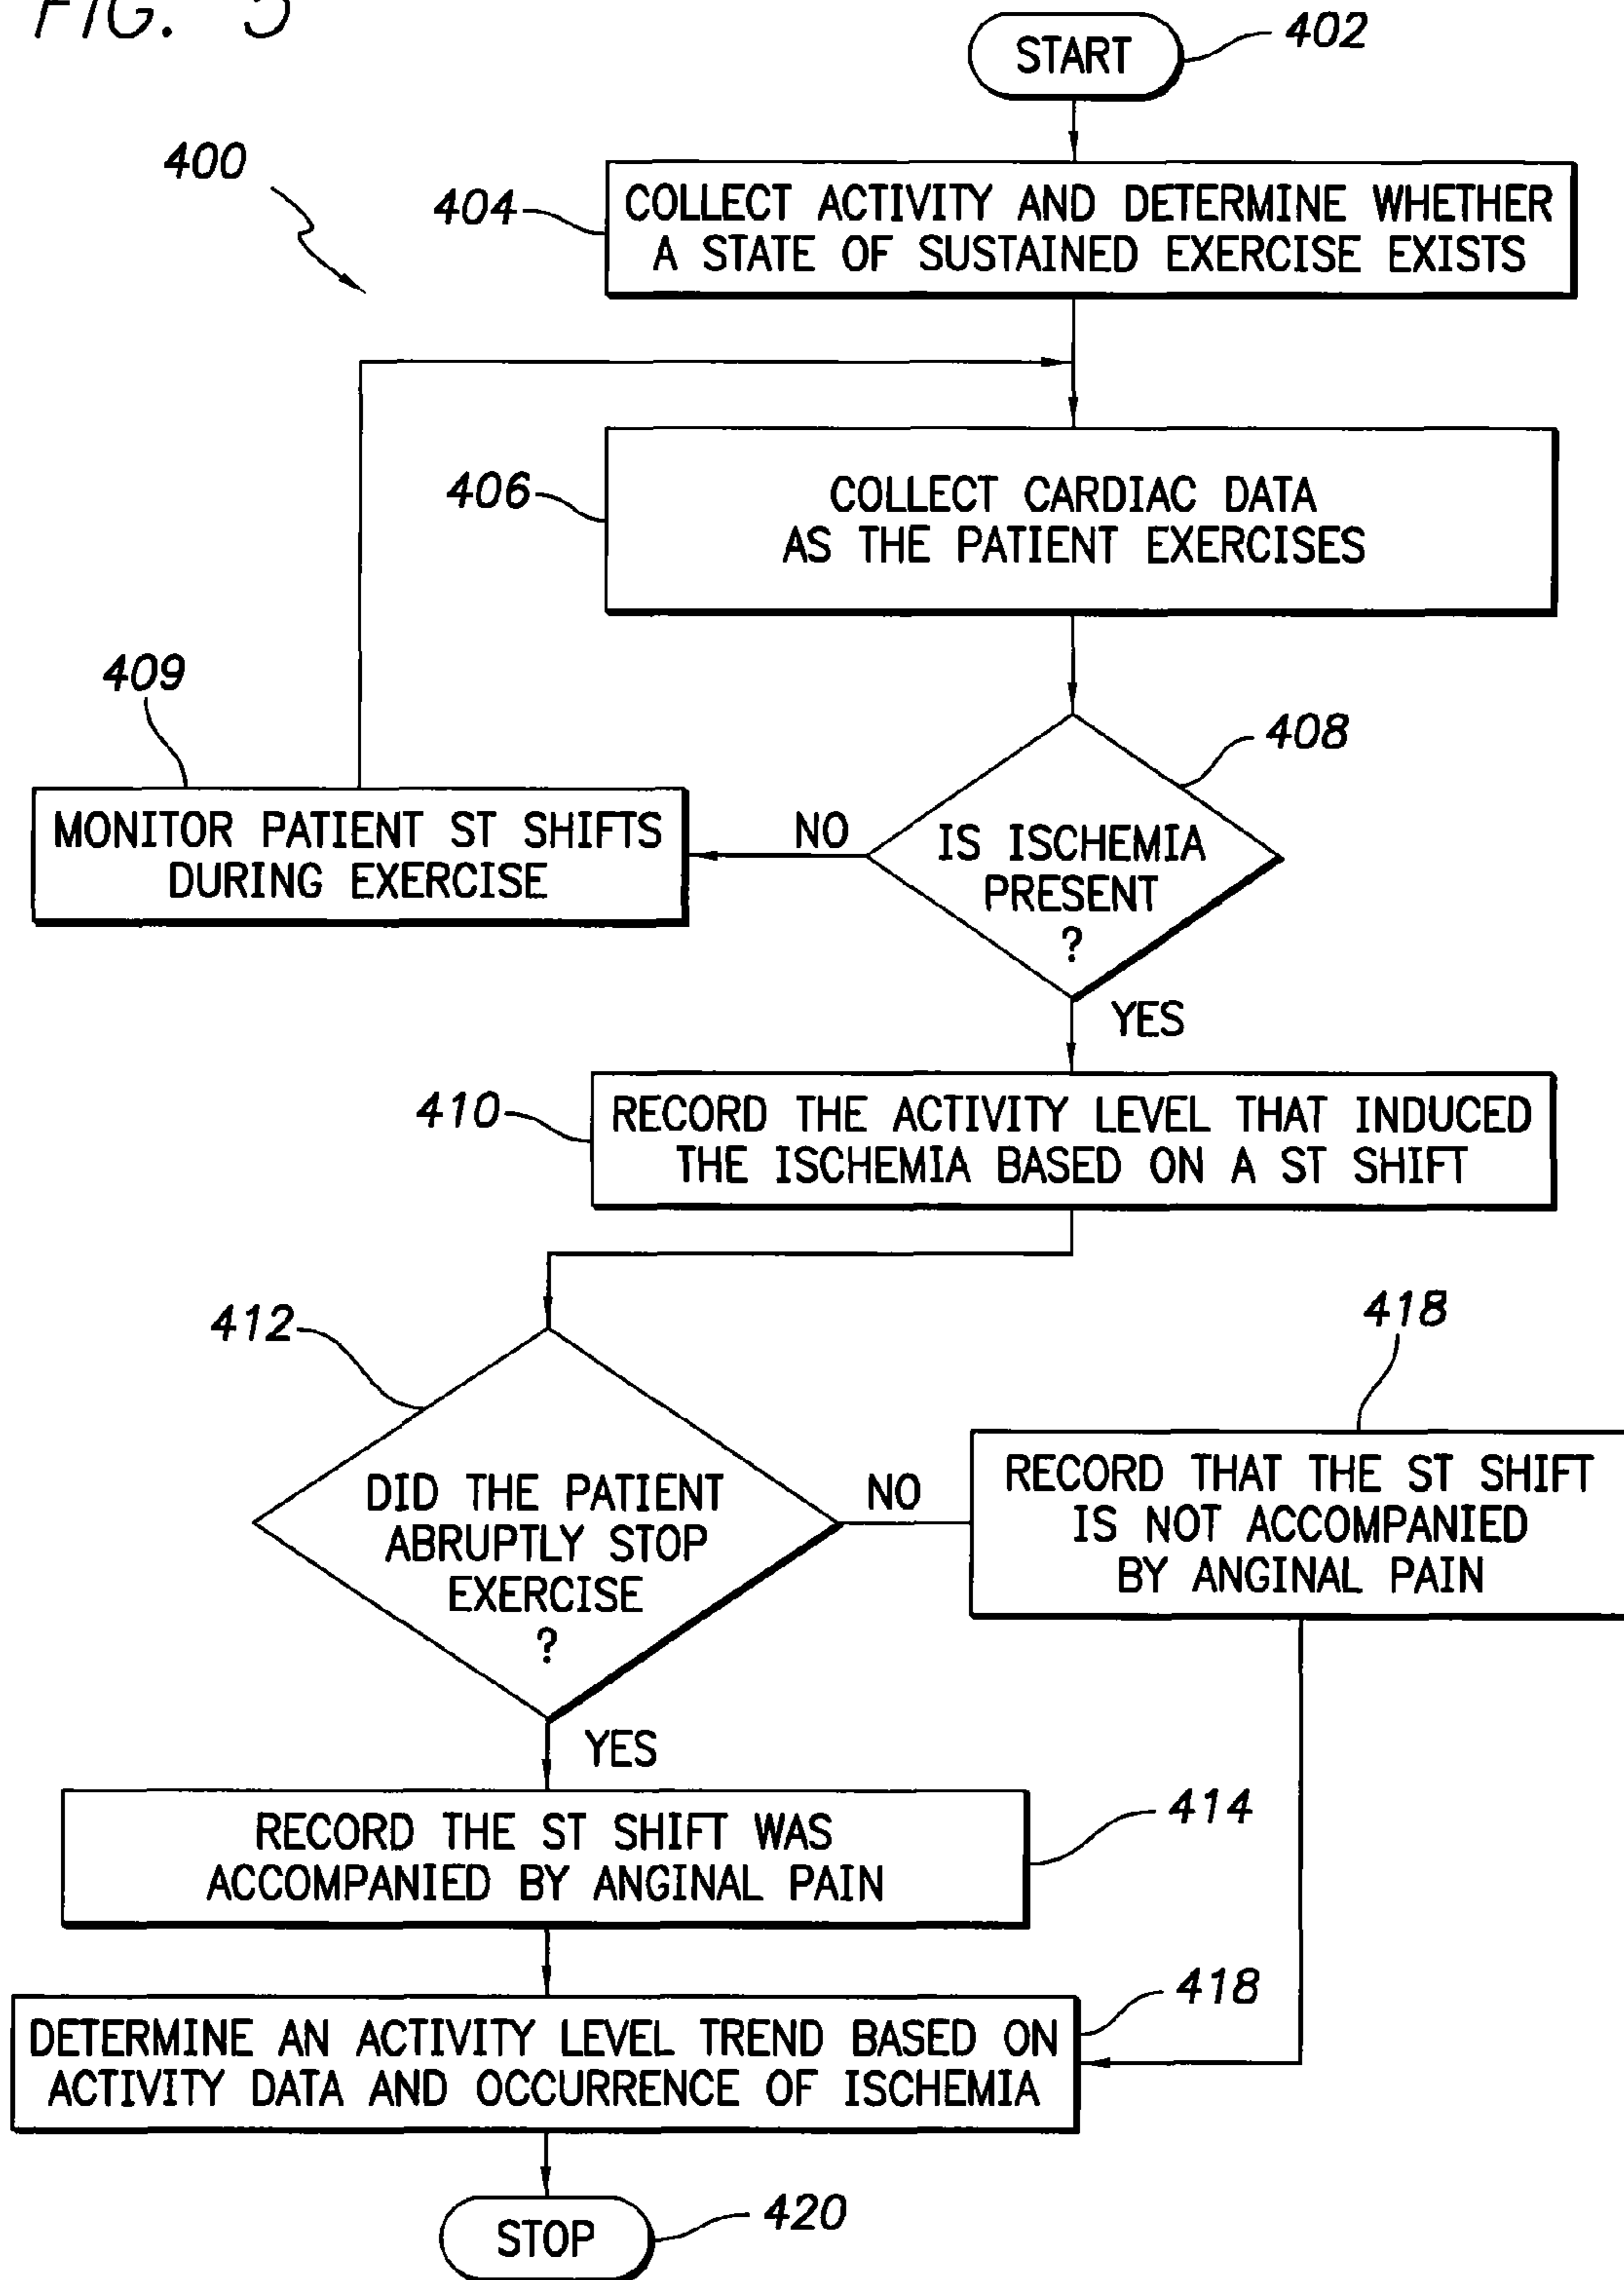 FIG. 5
START
402
400
404
COLLECT ACTIVITY AND DETERMINE WHETHER
A STATE OF SUSTAINED EXERCISE EXISTS
406
COLLECT CARDIAC DATA
AS THE PATIENT EXERCISES
409
408
MONITOR PATIENT ST SHIFTS
DURING EXERCISE
NO
IS ISCHEMIA
PRESENT
?
YES
410
RECORD THE ACTIVITY LEVEL THAT INDUCED
THE ISCHEMIA BASED ON A ST SHIFT
412
418
DID THE PATIENT
ABRUPTLY STOP
EXERCISE
?
NO
RECORD THAT THE ST SHIFT
IS NOT ACCOMPANIED
BY ANGINAL PAIN
YES
RECORD THE ST SHIFT WAS
ACCOMPANIED BY ANGINAL PAIN
414
418
DETERMINE AN ACTIVITY LEVEL TREND BASED ON
ACTIVITY DATA AND OCCURRENCE OF ISCHEMIA
STOP
420